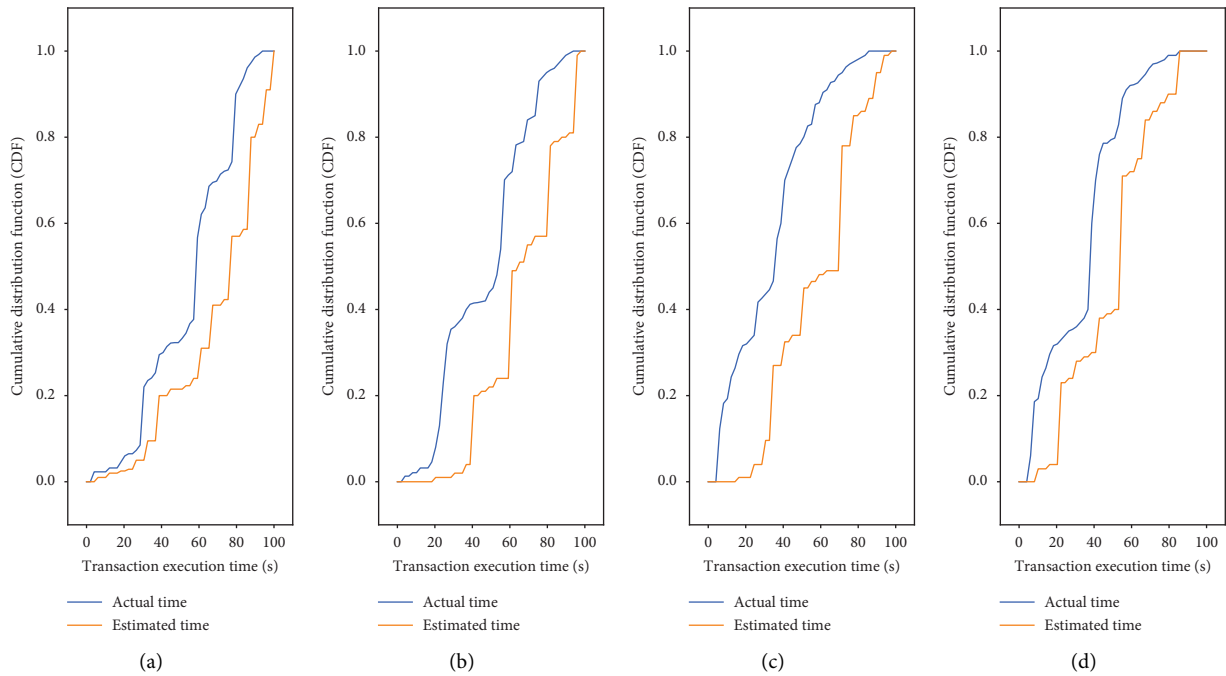 Cumulative distribution function (CDF)
1.0
0.8
0.6
0.4
0.2
0.0
0 20 40 60 80 100
Transaction execution time (s)
Actual time
Estimated time
(a)
Cumulative distribution function (CDF)
1.0
0.8
0.6
0.4
0.2
0.0
0 20 40 60 80 100
Transaction execution time (s)
Actual time
Estimated time
(b)
Cumulative distribution function (CDF)
1.0
0.8
0.6
0.4
0.2
0.0
0 20 40 60 80 100
Transaction execution time (s)
Actual time
Estimated time
(c)
Cumulative distribution function (CDF)
1.0
0.8
0.6
0.4
0.2
0.0
0 20 40 60 80 100
Transaction execution time (s)
Actual time
Estimated time
(d)